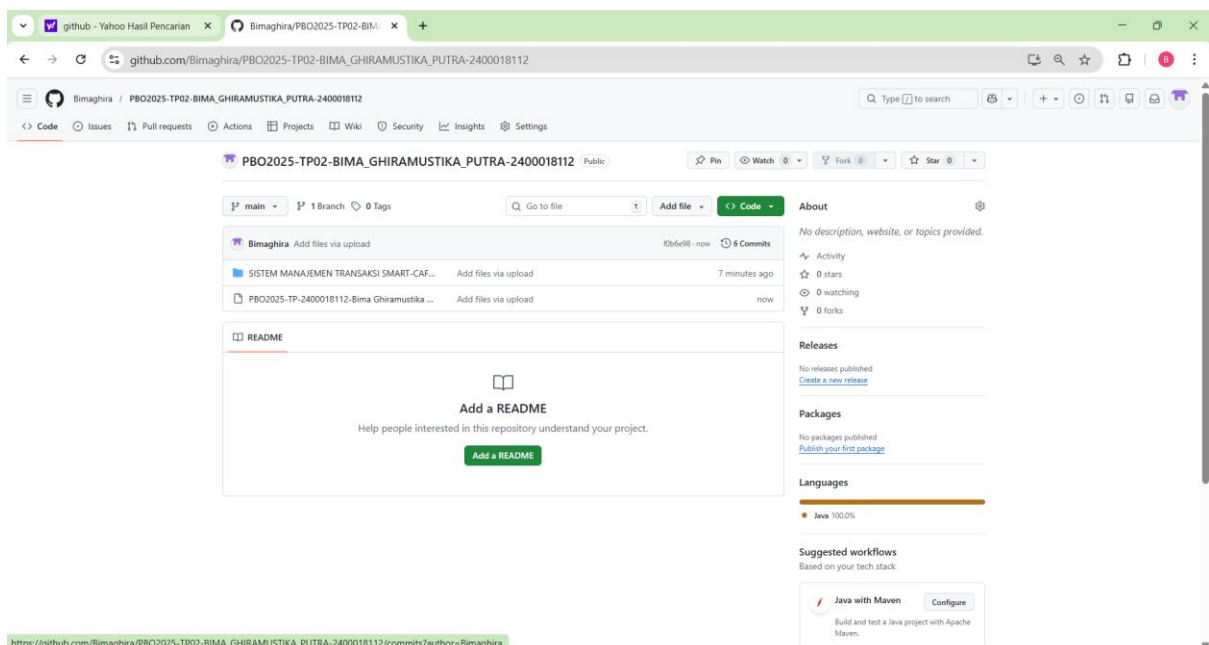 github - Yahoo Hasil Pencarian
Bimaghira/PBO2025-TP02-BIM
github.com/Bimaghira/PBO2025-TP02-BIMA_GHIRAMUSTIKA_PUTRA-2400018112
B
Bimaghira / PBO2025-TP02-BIMA_GHIRAMUSTIKA_PUTRA-2400018112
Type / to search
Code Issues Pull requests Actions Projects Wiki Security Insights Settings
PBO2025-TP02-BIMA_GHIRAMUSTIKA_PUTRA-2400018112 Public
Pin Watch 0 Fork 0 Star 0
main 1 Branch 0 Tags
Go to file t Add file <> Code
Bimaghira Add files via upload f0b6e98 · now 6 Commits
SISTEM MANAJEMEN TRANSAKSI SMART-CAF... Add files via upload 7 minutes ago
PBO2025-TP-2400018112-Bima Ghiramustika ... Add files via upload now
README
Add a README
Help people interested in this repository understand your project.
Add a README
About
No description, website, or topics provided.
Activity
0 stars
0 watching
0 forks
Releases
No releases published
Create a new release
Packages
No packages published
Publish your first package
Languages
Java 100.0%
Suggested workflows
Based on your tech stack
Java with Maven Configure
Build and test a Java project with Apache
Maven.
https://github.com/Bimaghira/PBO2025-TP02-BIMA_GHIRAMUSTIKA_PUTRA-2400018112/commits?author=Bimaghira